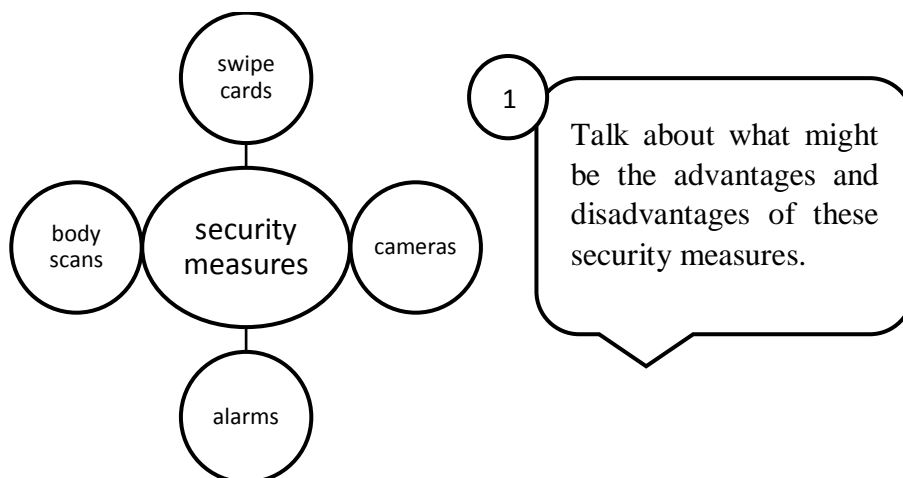 swipe
cards
body
scans
security
measures
cameras
alarms
1
Talk about what might
be the advantages and
disadvantages of these
security measures.